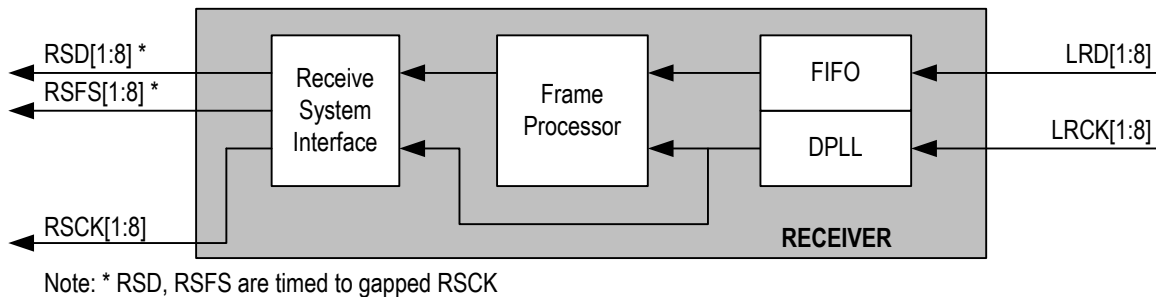 RSD[1:8] *
RSFS[1:8] *
RSCK[1:8]
Receive
System
Interface
Frame
Processor
FIFO
DPLL
LRD[1:8]
LRCK[1:8]
RECEIVER
Note: * RSD, RSFS are timed to gapped RSCK